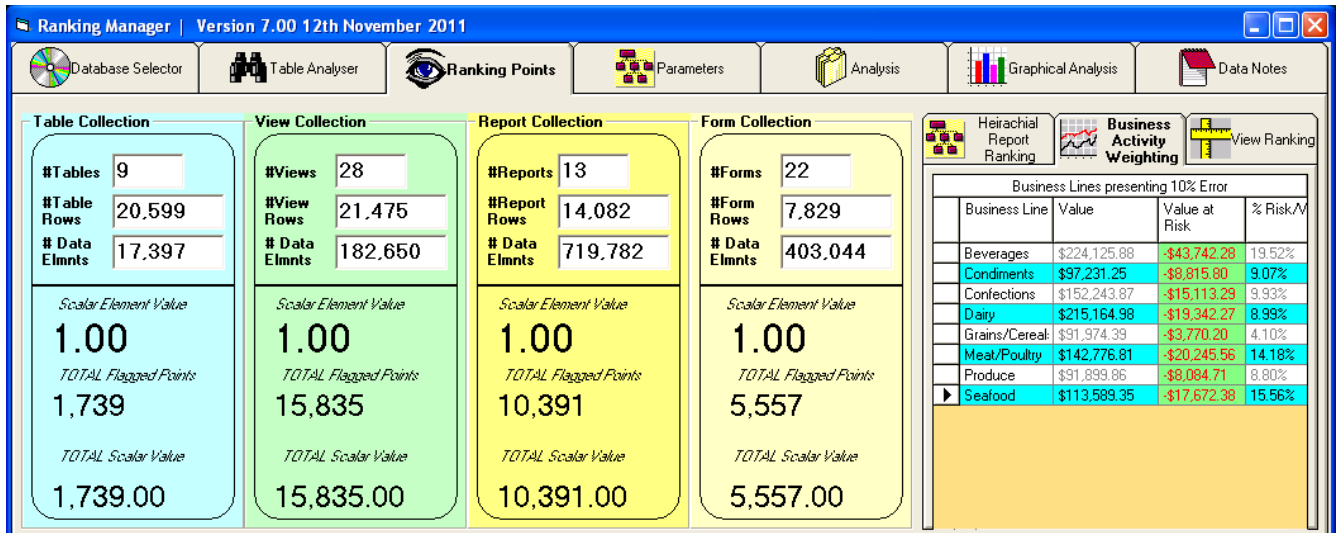 Ranking Manager | Version 7.00 12th November 2011
Database Selector
Table Analyser
Ranking Points
Parameters
Analysis
Graphical Analysis
Data Notes
Table Collection
#Tables 9
#Table Rows 20,599
# Data Elmnts 17,397
Scalar Element Value
1.00
TOTAL Flagged Points
1,739
TOTAL Scalar Value
1,739.00
View Collection
#Views 28
#View Rows 21,475
# Data Elmnts 182,650
Scalar Element Value
1.00
TOTAL Flagged Points
15,835
TOTAL Scalar Value
15,835.00
Report Collection
#Reports 13
#Report Rows 14,082
# Data Elmnts 719,782
Scalar Element Value
1.00
TOTAL Flagged Points
10,391
TOTAL Scalar Value
10,391.00
Form Collection
#Forms 22
#Form Rows 7,829
# Data Elmnts 403,044
Scalar Element Value
1.00
TOTAL Flagged Points
5,557
TOTAL Scalar Value
5,557.00
Heirachial
Report
Ranking
Business
Activity
Weighting
View Ranking
Business Lines presenting 10% Error
Business Line Value Value at Risk % Risk/V
Beverages $224,125.88 -$43,742.28 19.52%
Condiments $97,231.25 -$8,815.80 9.07%
Confections $152,243.87 -$15,113.29 9.93%
Dairy $215,164.98 -$19,342.27 8.99%
Grains/Cereal: $91,974.39 -$3,770.20 4.10%
Meat/Poultry $142,776.81 -$20,245.56 14.18%
Produce $91,899.86 -$8,084.71 8.80%
Seafood $113,589.35 -$17,672.38 15.56%